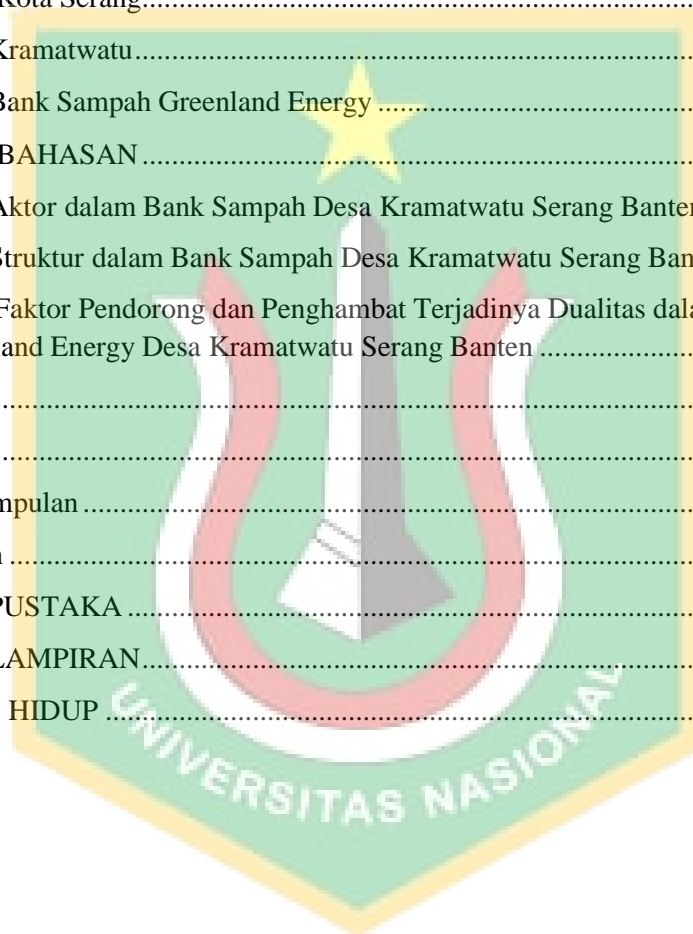 Kota Serang
Kramatwatu
Bank Sampah Greenland Energy
BAHASAN
Aktor dalam Bank Sampah Desa Kramatwatu Serang Banten
Struktur dalam Bank Sampah Desa Kramatwatu Serang Ban
Faktor Pendorong dan Penghambat Terjadinya Dualitas dala
land Energy Desa Kramatwatu Serang Banten
mpulan
n
PUSTAKA
LAMPIRAN
HIDUP
UNIVERSITAS NASIONAL